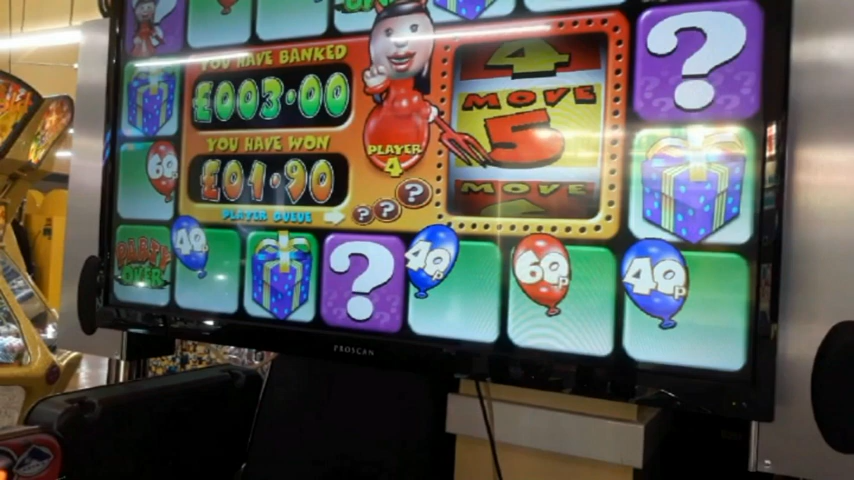 YOU HAVE BANKED
£003.00
YOU HAVE WON
£01.90
PLAYER QUEUE
PLAYER
4
4
MOVE
5
MOVE
?
?
?
?
60p
PARTY
OVER
40p
?
40p
60p
40p
PROSCAN